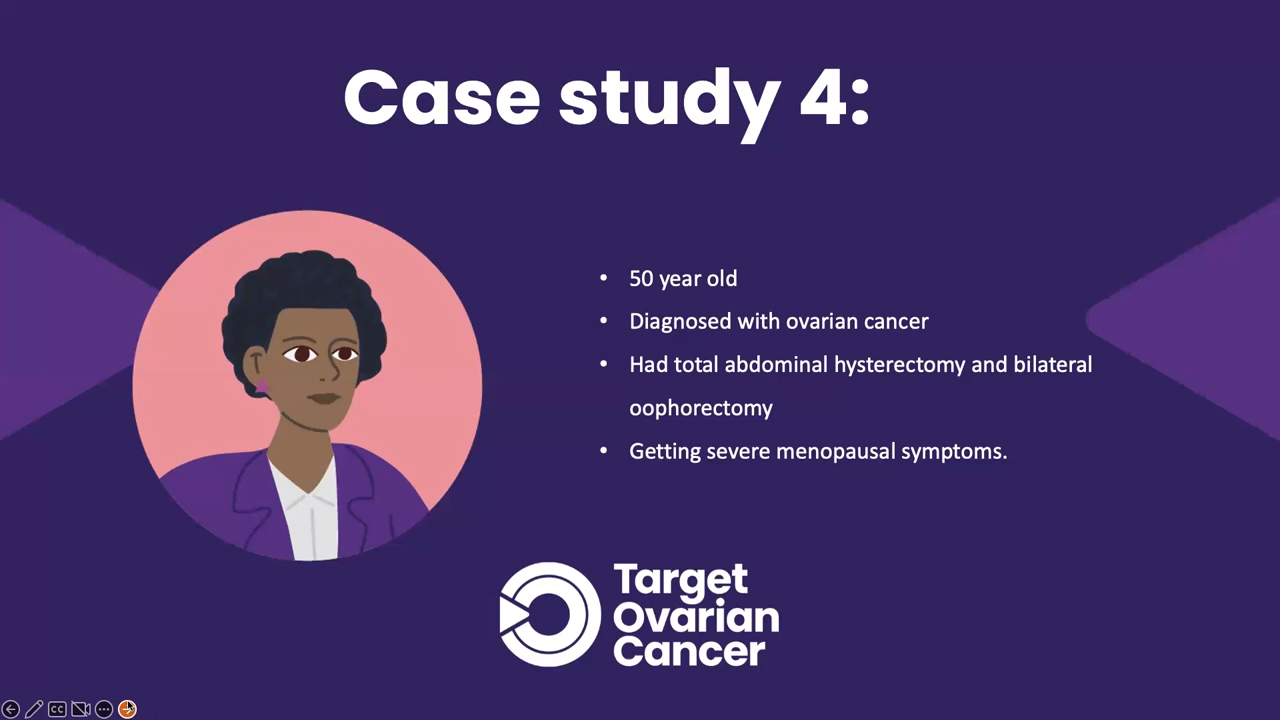 Case study 4:
• 50 year old
• Diagnosed with ovarian cancer
• Had total abdominal hysterectomy and bilateral
oophorectomy
• Getting severe menopausal symptoms.
Target
Ovarian
Cancer
CC